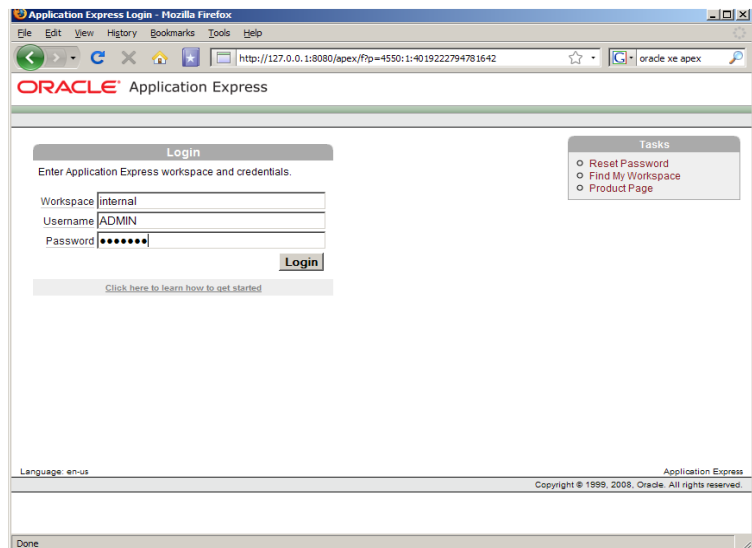 Application Express Login - Mozilla Firefox
File Edit View History Bookmarks Tools Help
http://127.0.0.1:8080/apex/f?p=4550:1:4019222794781642
G oracle xe apex
ORACLE Application Express
Login
Enter Application Express workspace and credentials.
Workspace internal
Username ADMIN
Password ●●●●●●●
Login
Click here to learn how to get started
Tasks
Reset Password
Find My Workspace
Product Page
Language: en-us
Application Express
Copyright © 1999, 2008, Oracle. All rights reserved.
Done